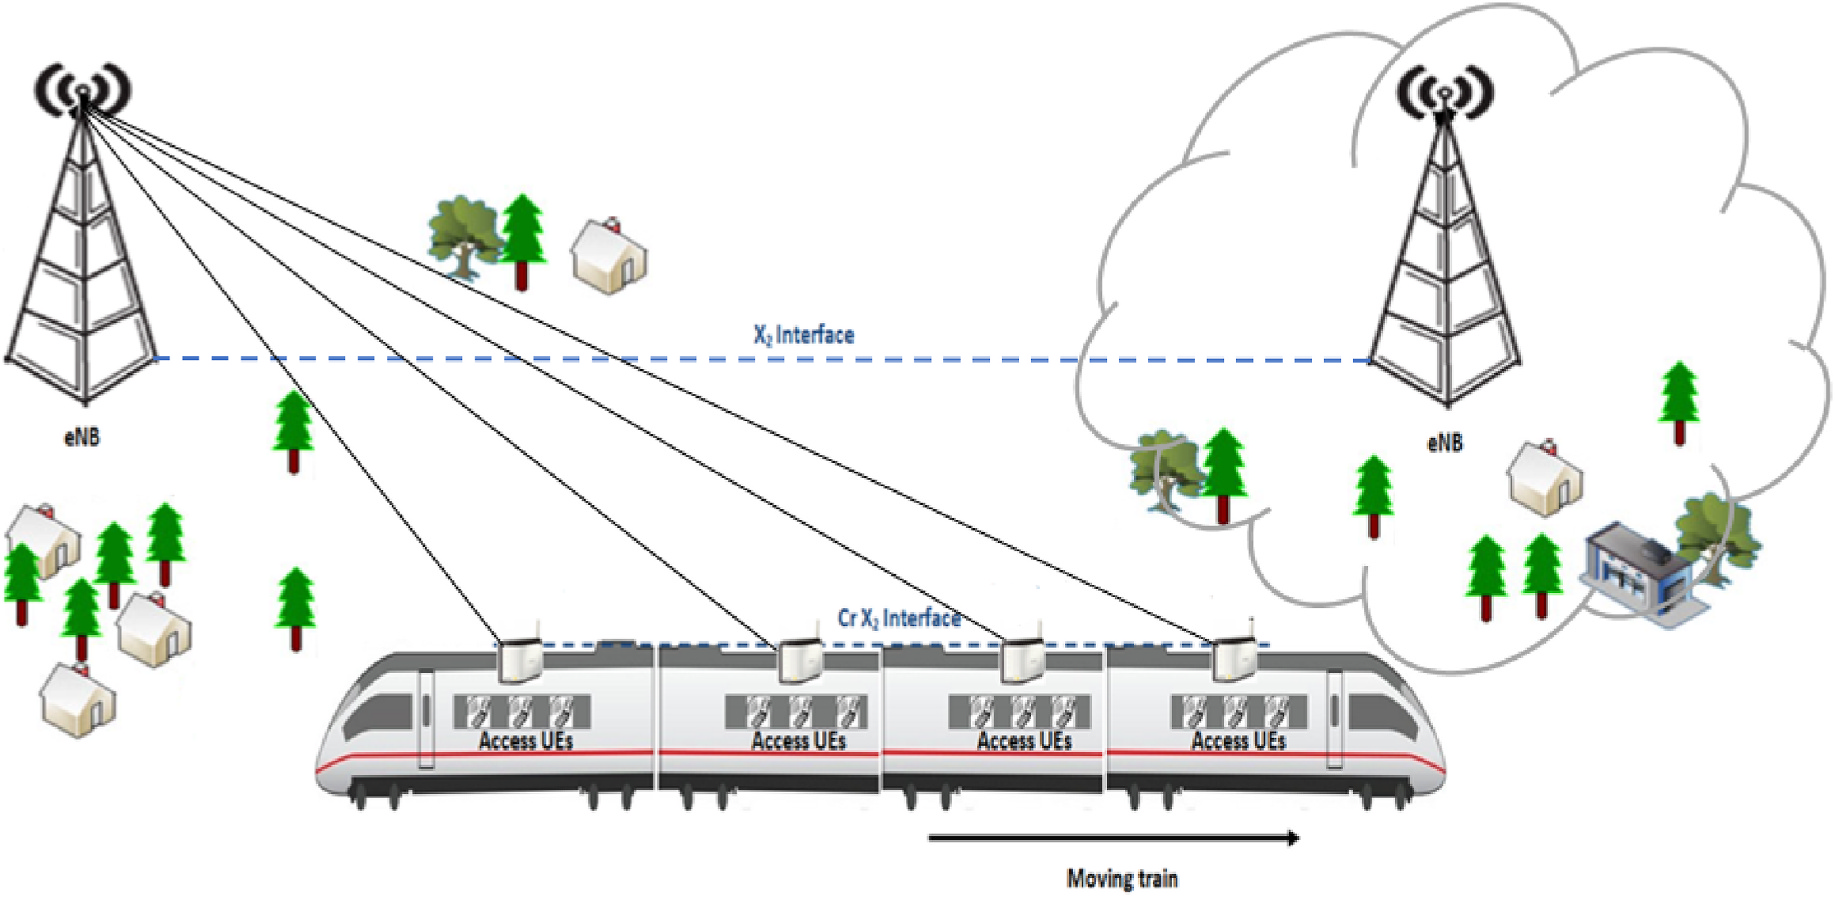 X₂ Interface
eNB
eNB
Cr X₂ Interface
Access UEs
Access UEs
Access UEs
Access UEs
Moving train